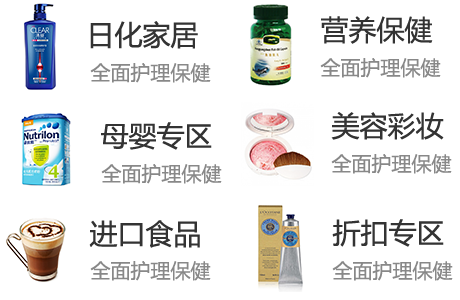 CLEAR
日化家居
全面护理保健
营养保健
全面护理保健
Nutrilon
4
母婴专区
全面护理保健
美容彩妆
全面护理保健
进口食品
全面护理保健
L'OCCITANE
折扣专区
全面护理保健